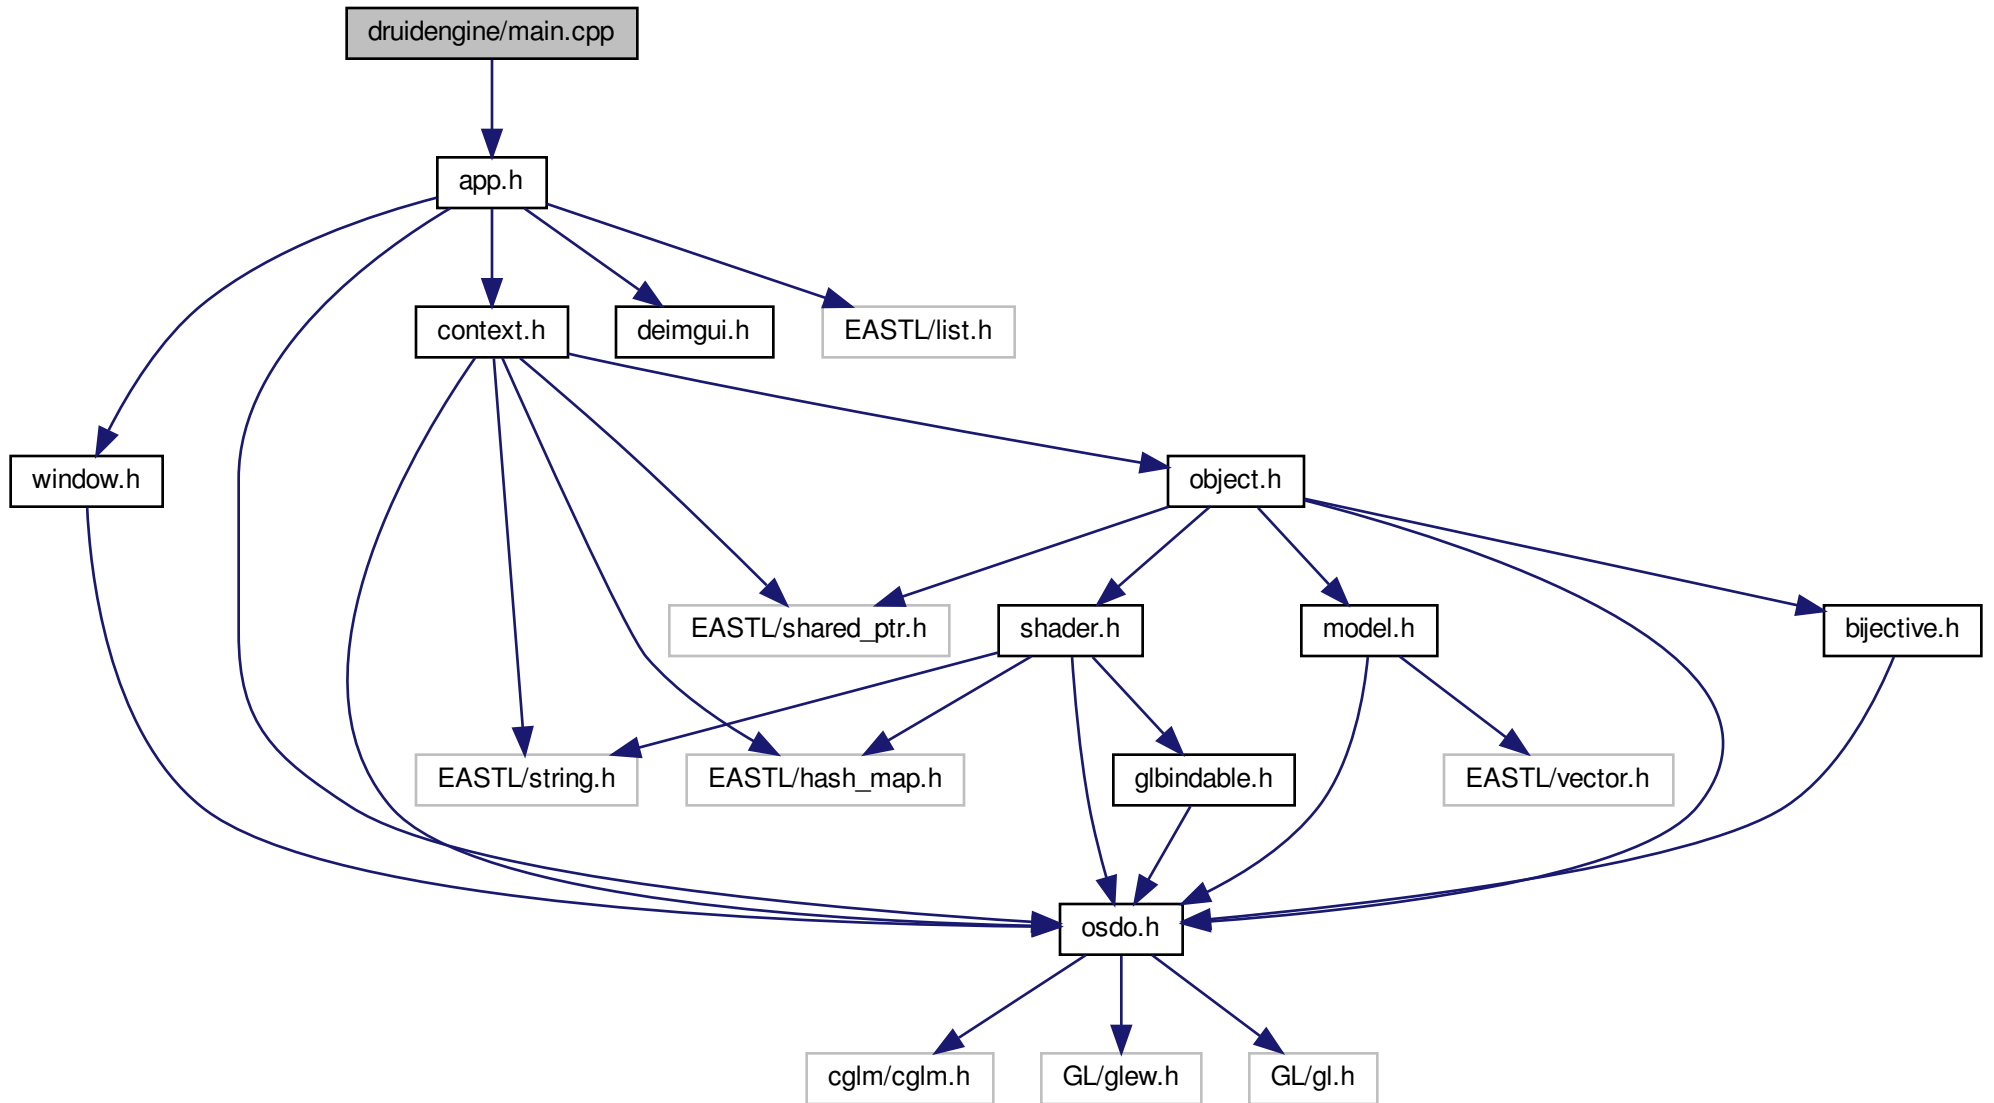 druidengine/main.cpp
app.h
context.h
deimgui.h
EASTL/list.h
window.h
object.h
EASTL/shared_ptr.h
shader.h
model.h
bijective.h
EASTL/string.h
EASTL/hash_map.h
glbindable.h
EASTL/vector.h
osdo.h
cglm/cglm.h
GL/glew.h
GL/gl.h